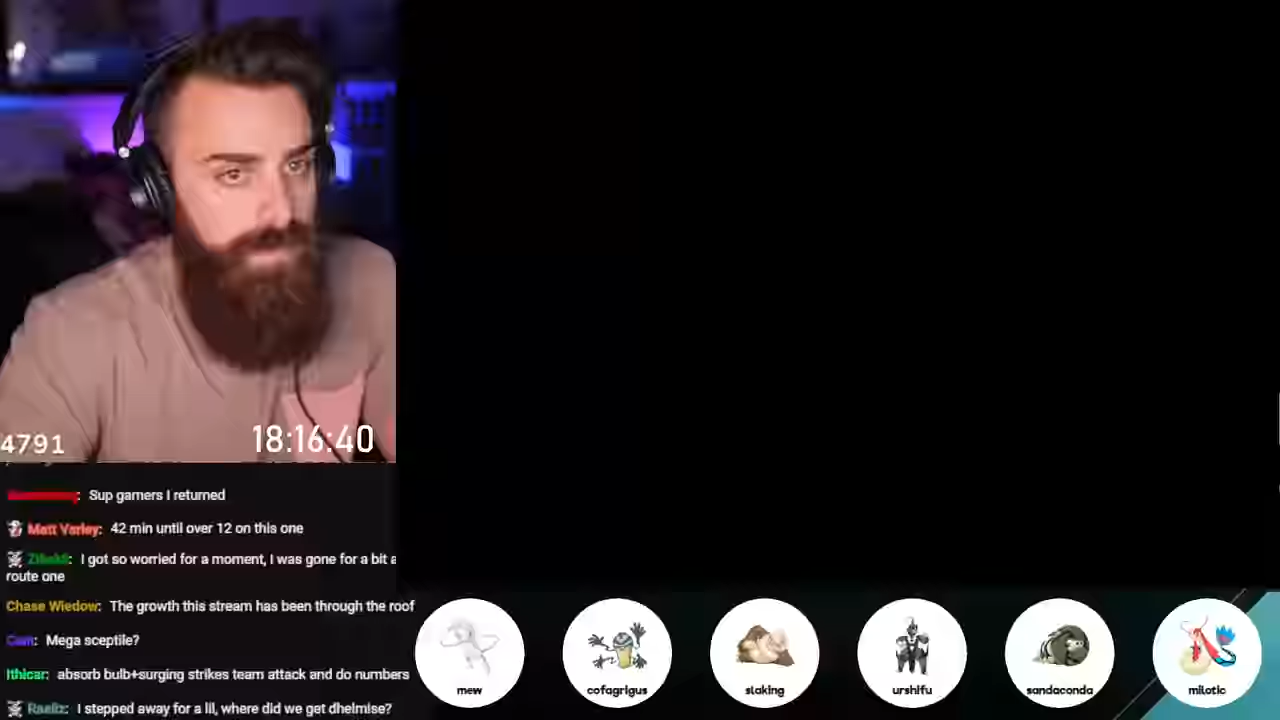 4791
18:16:40
: Sup gamers I returned
Matt Varley: 42 min until over 12 on this one
: I got so worried for a moment, I was gone for a bit a
route one
Chase Wiedow: The growth this stream has been through the roof
Cam: Mega sceptile?
Ithicar: absorb bulb+surging strikes team attack and do numbers
Raeliz: I stepped away for a lil, where did we get dhelmise?
mew
cofagrigus
slaking
urshifu
sandaconda
milotic